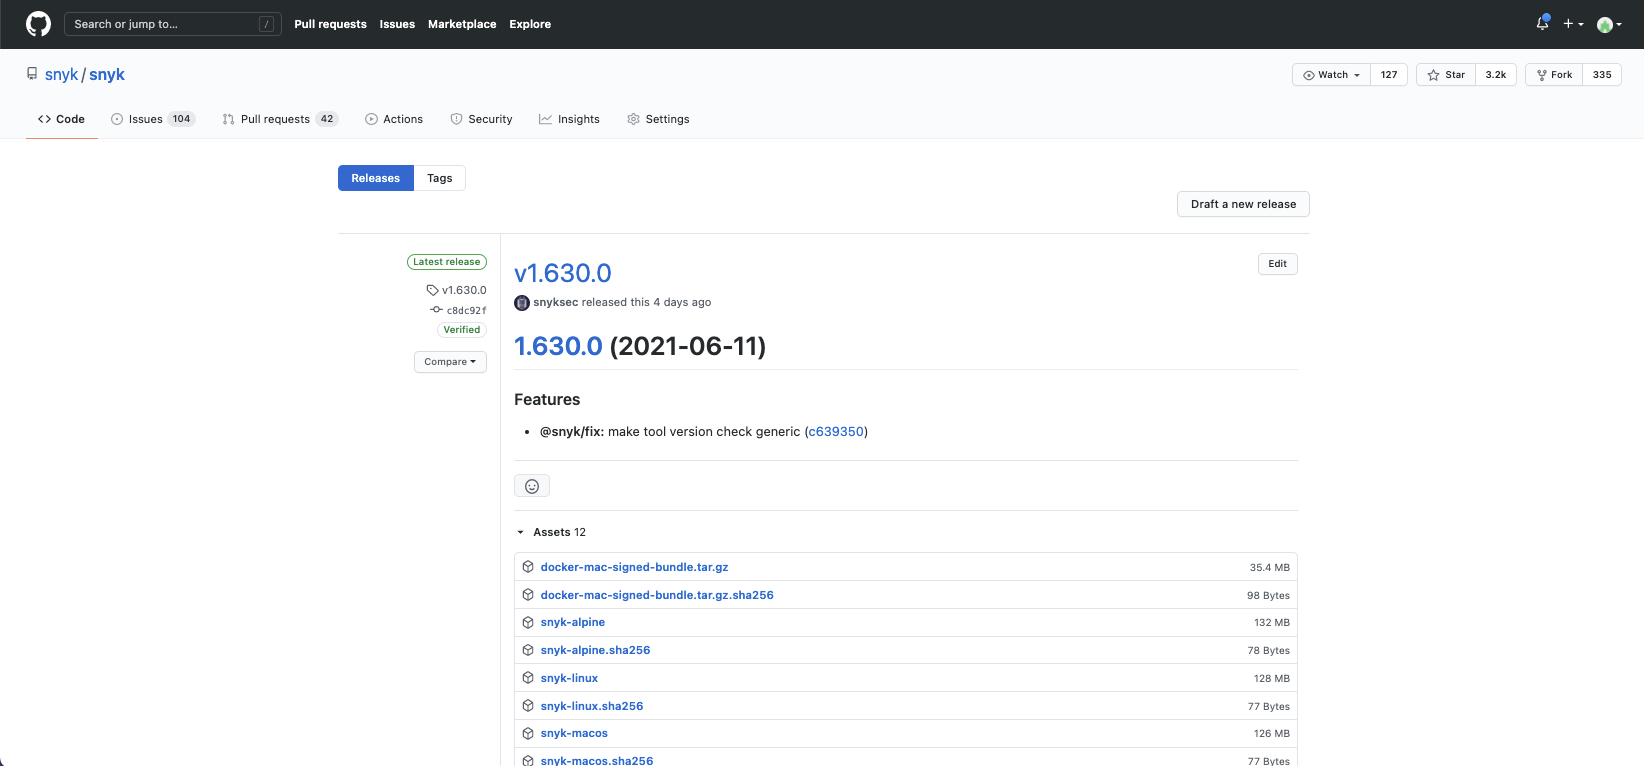 Search or jump to... /
Pull requests Issues Marketplace Explore
snyk / snyk
Watch 127 Star 3.2k Fork 335
Code Issues 104 Pull requests 42 Actions Security Insights Settings
Releases Tags
Draft a new release
Latest release
v1.630.0
c8dc92f
Verified
Compare
v1.630.0
Edit
snyksec released this 4 days ago
1.630.0 (2021-06-11)
Features
• @snyk/fix: make tool version check generic (c639350)
Assets 12
docker-mac-signed-bundle.tar.gz 35.4 MB
docker-mac-signed-bundle.tar.gz.sha256 98 Bytes
snyk-alpine 132 MB
snyk-alpine.sha256 78 Bytes
snyk-linux 128 MB
snyk-linux.sha256 77 Bytes
snyk-macos 126 MB
snyk-macos.sha256 77 Bytes